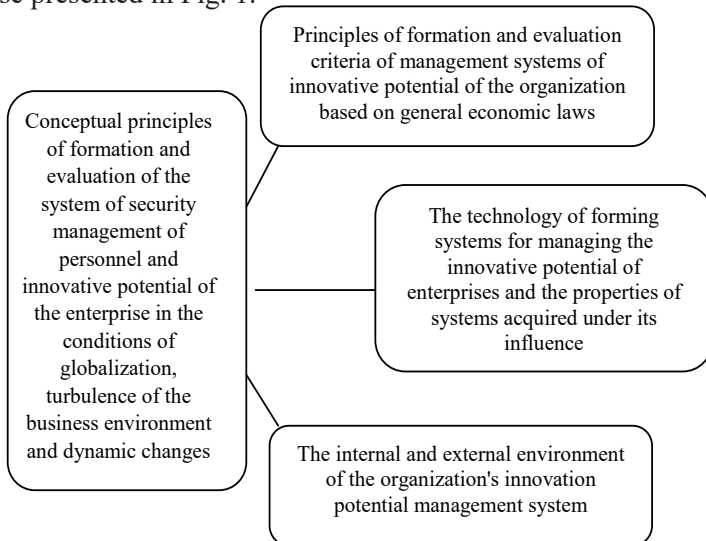 se presented in Fig. 1.
Principles of formation and evaluation
criteria of management systems of
innovative potential of the organization
based on general economic laws
Conceptual principles
of formation and
evaluation of the
system of security
management of
personnel and
innovative potential of
the enterprise in the
conditions of
globalization,
turbulence of the
business environment
and dynamic changes
The technology of forming
systems for managing the
innovative potential of
enterprises and the properties of
systems acquired under its
influence
The internal and external environment
of the organization's innovation
potential management system